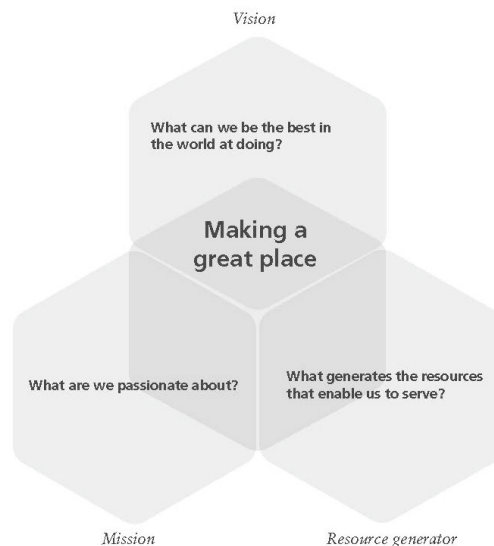 Vision
What can we be the best in
the world at doing?
Making a
great place
What are we passionate about?
What generates the resources
that enable us to serve?
Mission
Resource generator